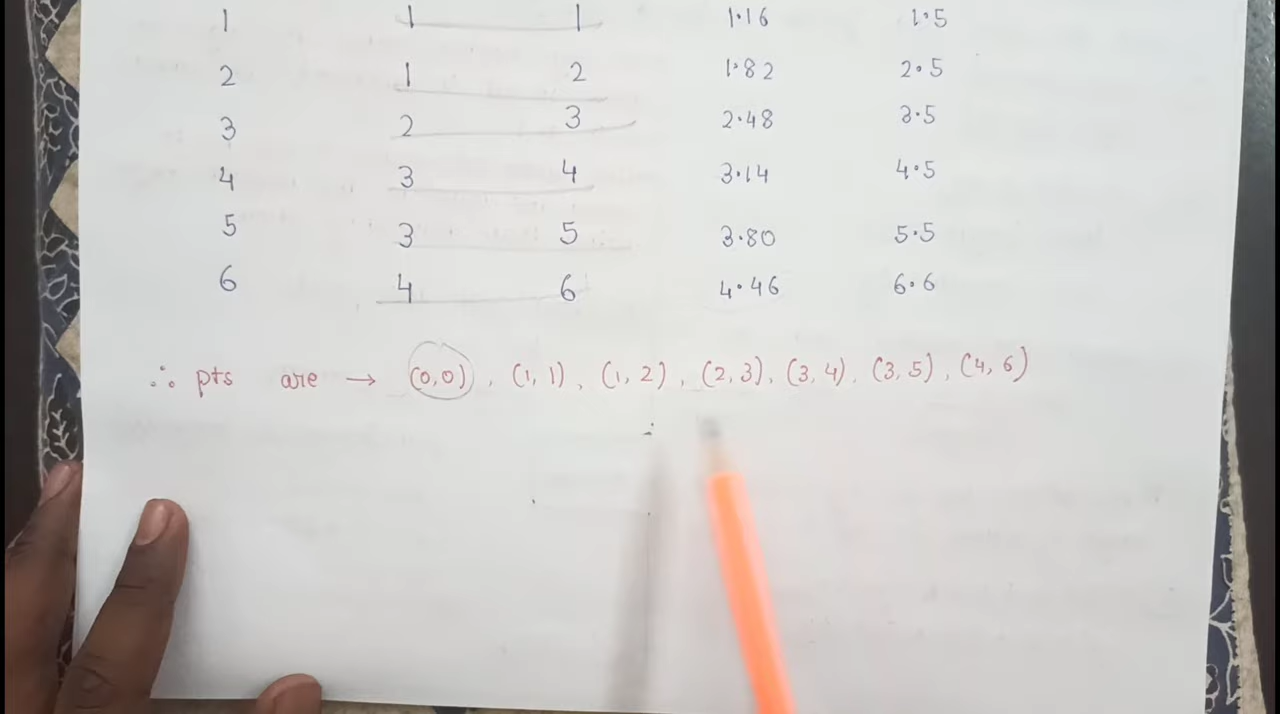 1 1 1 1.16 1.5
2 1 2 1.82 2.5
3 2 3 2.48 3.5
4 3 4 3.14 4.5
5 3 5 3.80 5.5
6 4 6 4.46 6.6
∴ pts are → (0,0), (1, 1), (1, 2), (2, 3), (3, 4), (3, 5), (4, 6)